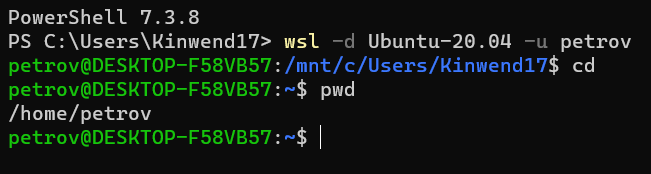 PowerShell 7.3.8
PS C:\Users\Kinwend17> wsl -d Ubuntu-20.04 -u petrov
petrov@DESKTOP-F58VB57:/mnt/c/Users/Kinwend17$ cd
petrov@DESKTOP-F58VB57:~$ pwd
/home/petrov
petrov@DESKTOP-F58VB57:~$